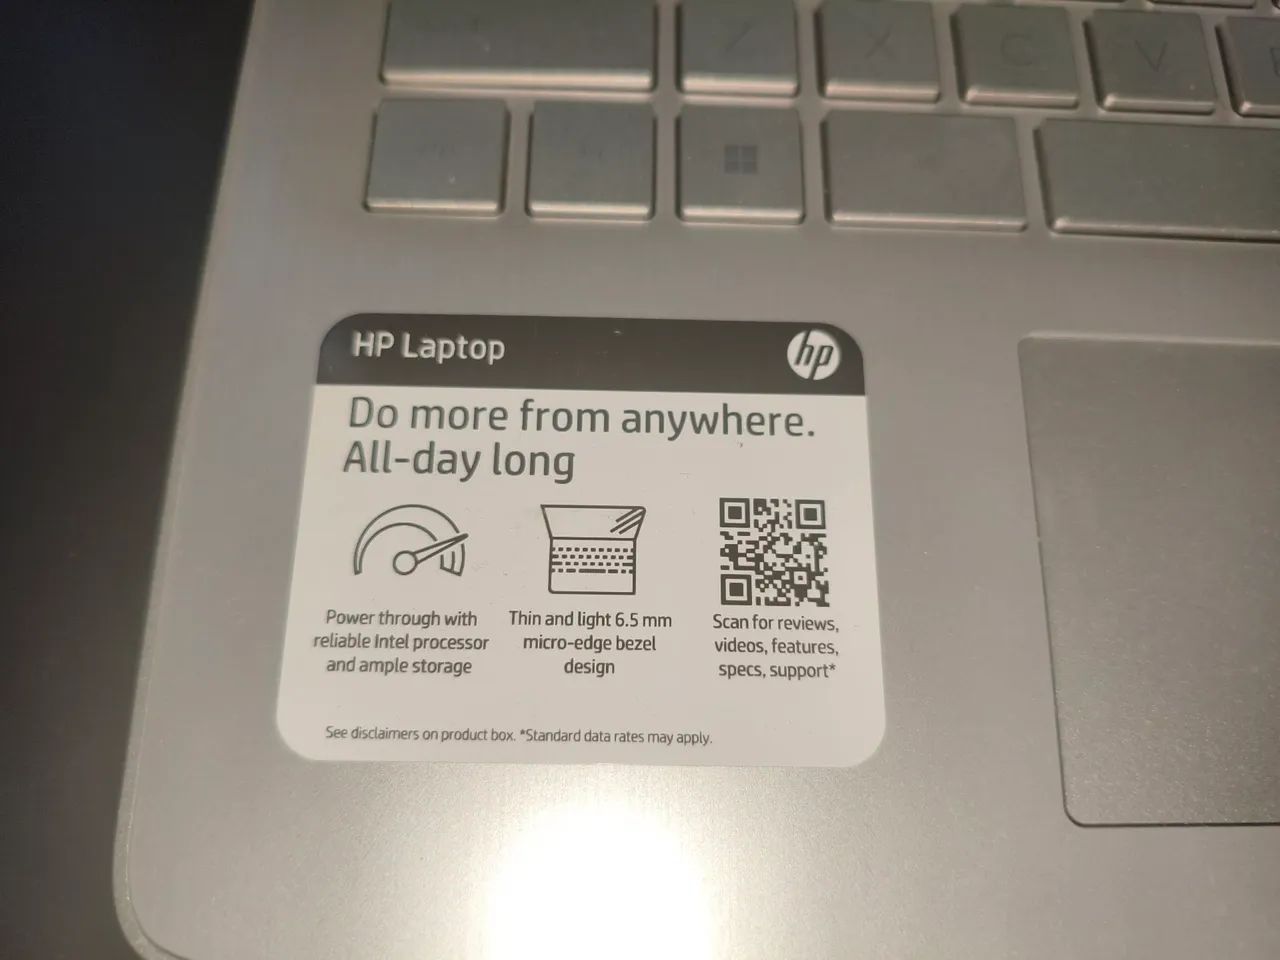 Z X C V
HP Laptop hp
Do more from anywhere.
All-day long
Power through with
reliable Intel processor
and ample storage
Thin and light 6.5 mm
micro-edge bezel
design
Scan for reviews,
videos, features,
specs, support*
See disclaimers on product box. *Standard data rates may apply.